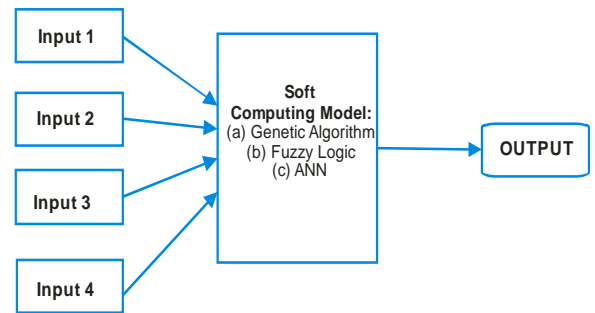 Input 1
Input 2
Input 3
Input 4
Soft
Computing Model:
(a) Genetic Algorithm
(b) Fuzzy Logic
(c) ANN
OUTPUT